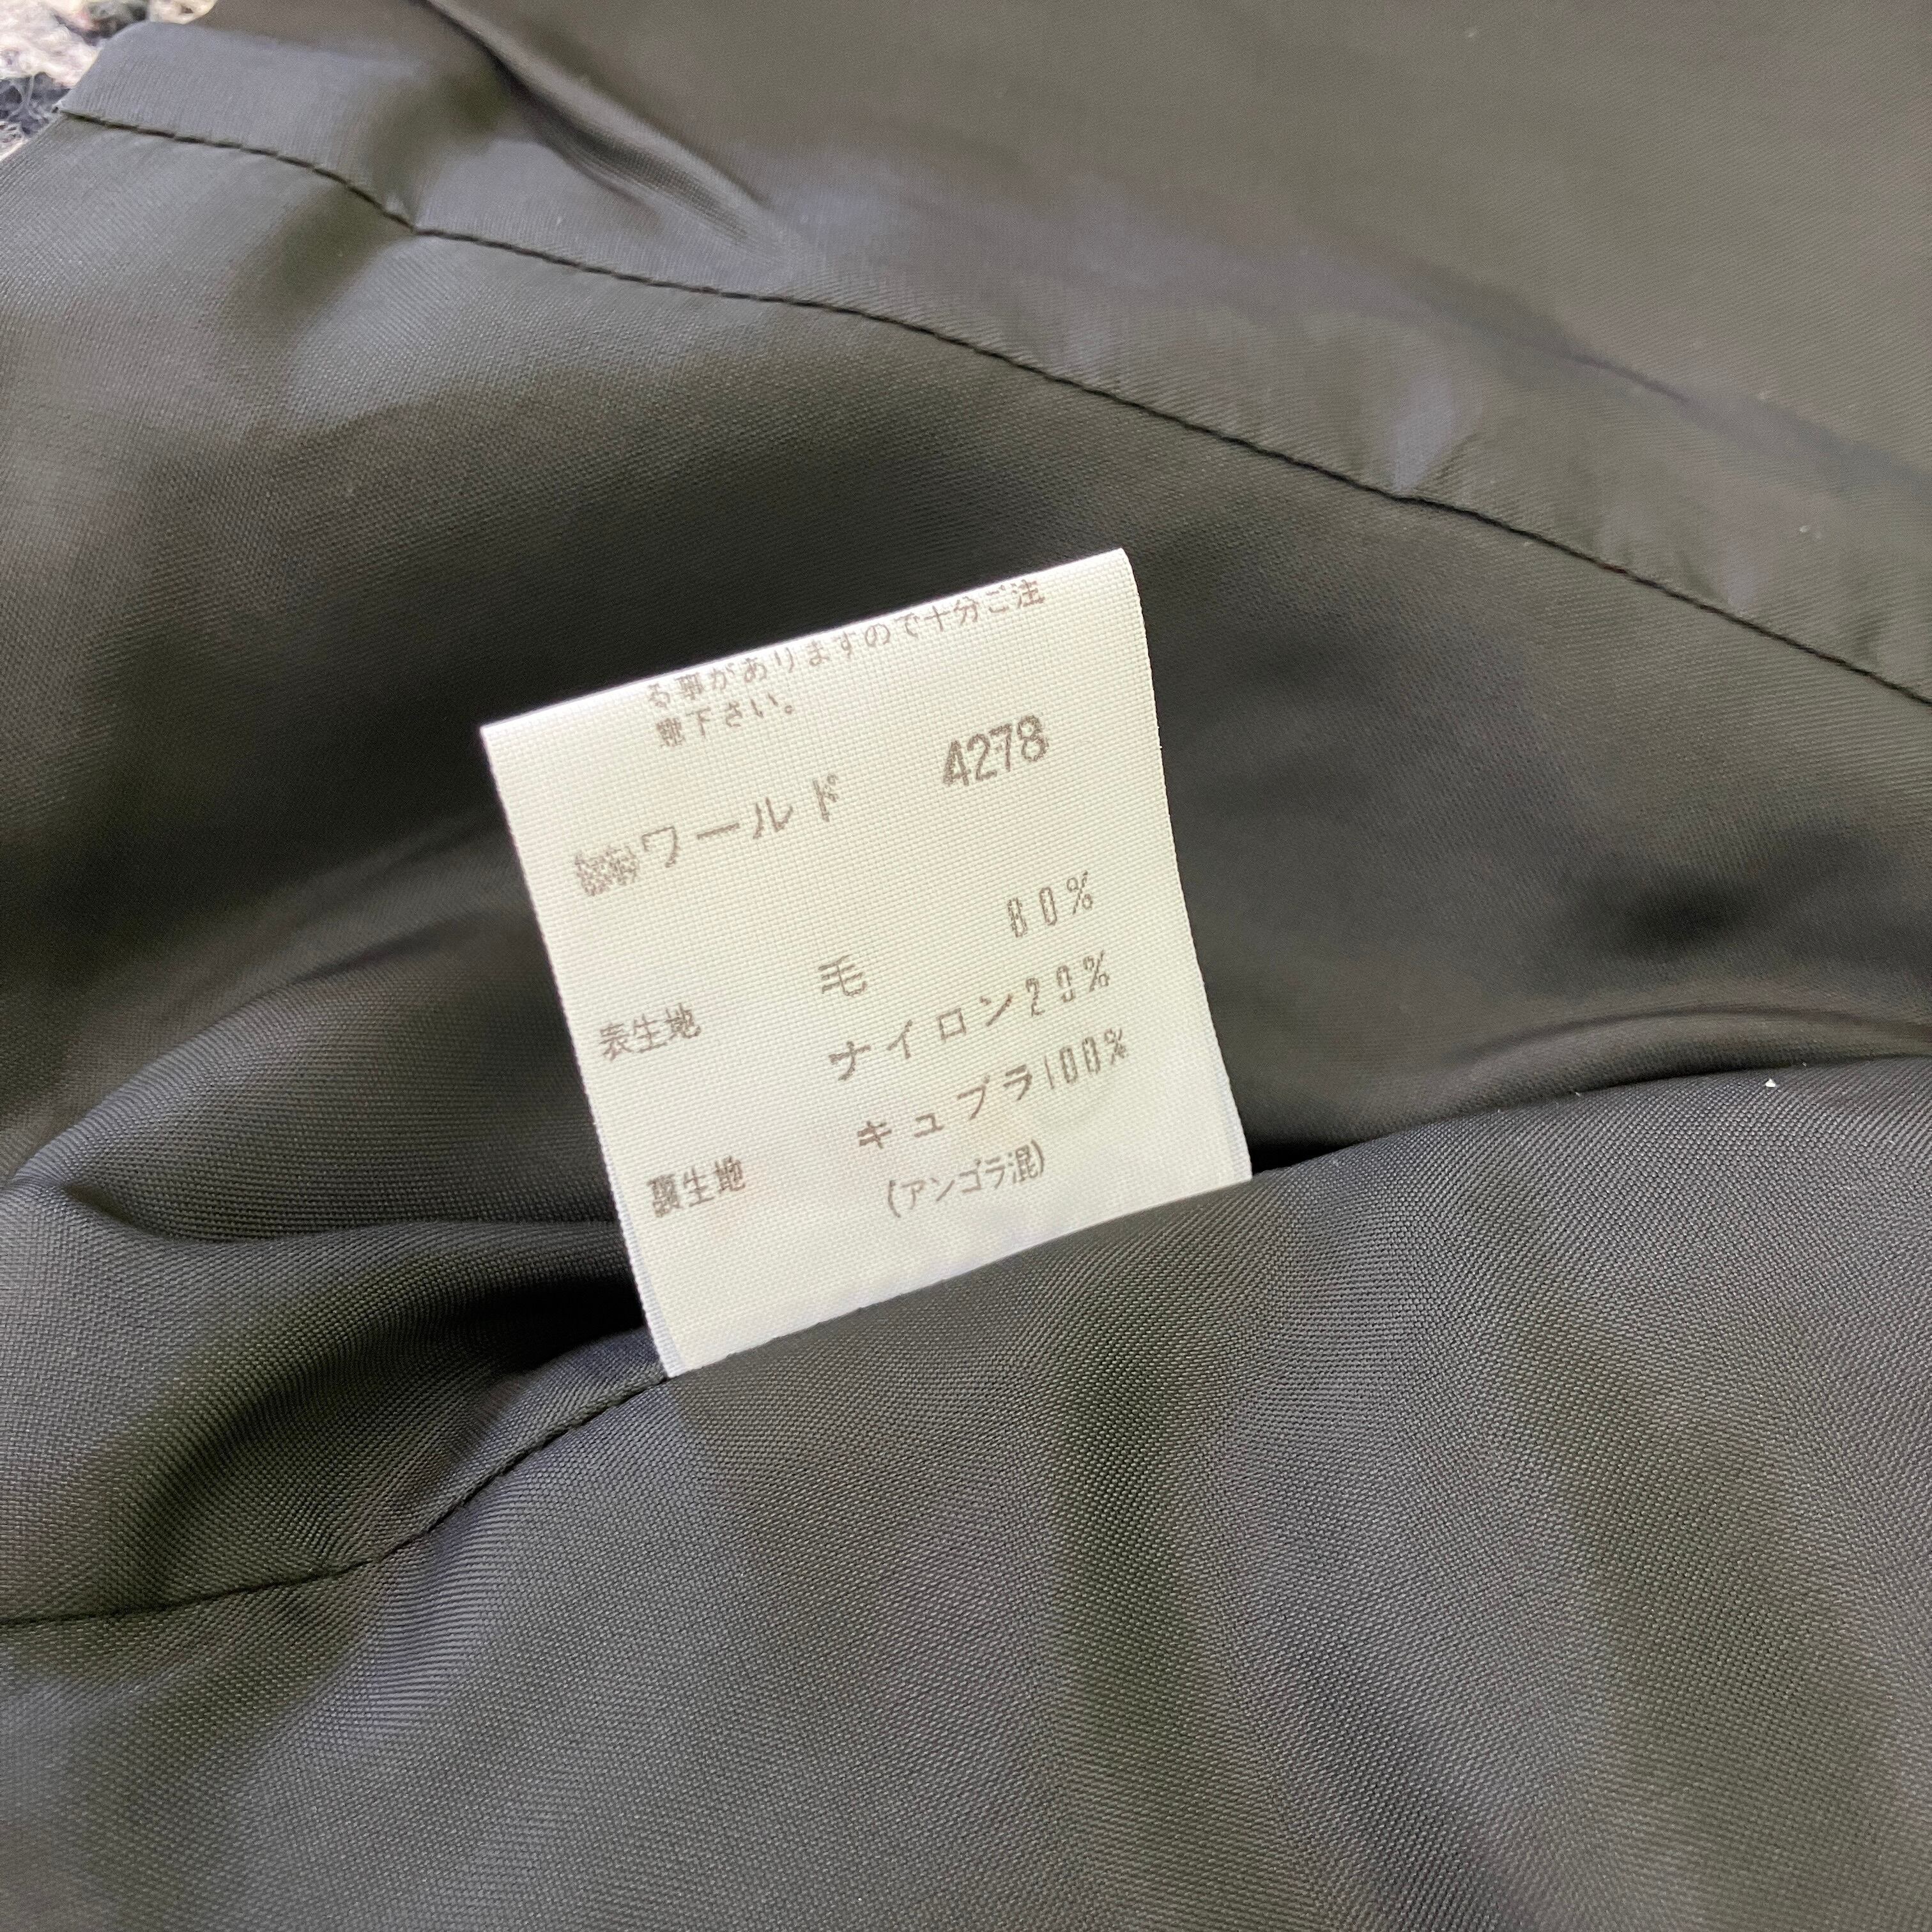 る事がありますので十分ご注
意下さい。
㈱ワールド 4278
表生地 毛 80%
ナイロン20%
裏生地 キュプラ100%
(アンゴラ混)